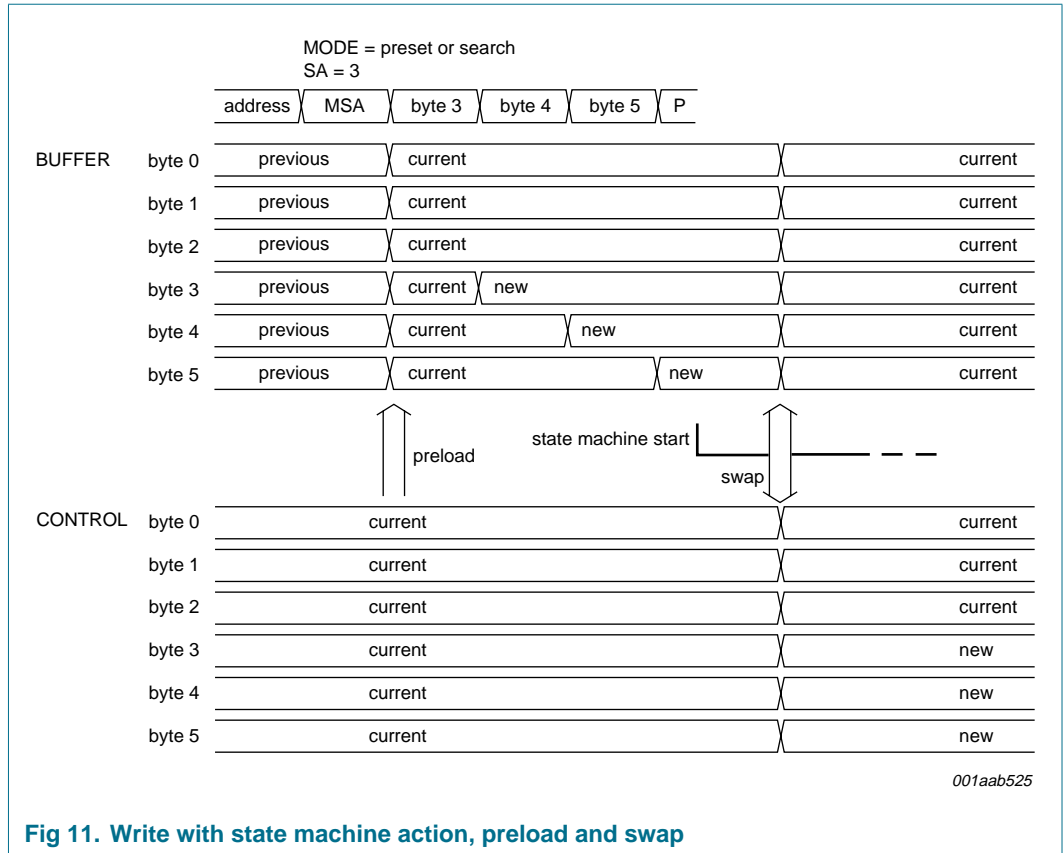 MODE = preset or search
SA = 3
address MSA byte 3 byte 4 byte 5 P
BUFFER byte 0 previous current current
byte 1 previous current current
byte 2 previous current current
byte 3 previous current new current
byte 4 previous current new current
byte 5 previous current new current
state machine start
preload
swap
CONTROL byte 0 current current
byte 1 current current
byte 2 current current
byte 3 current new
byte 4 current new
byte 5 current new
001aab525
Fig 11. Write with state machine action, preload and swap